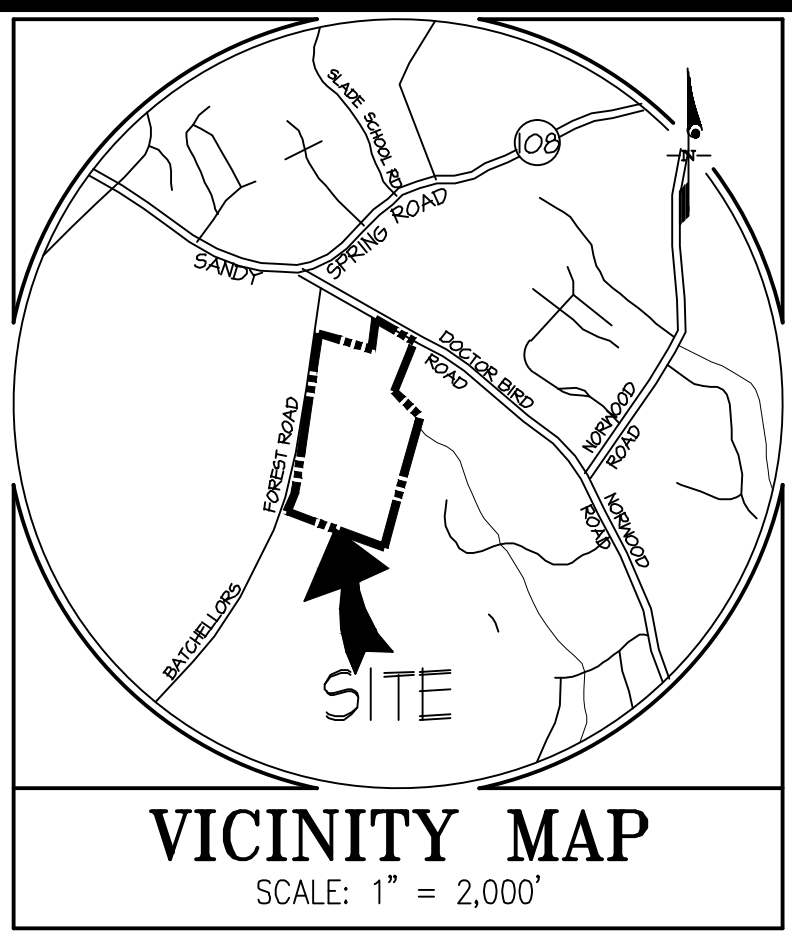 SLADE SCHOOL RD
108
N
SANDY SPRING ROAD
DOCTOR BIRD
ROAD
NORWOOD
ROAD
FOREST ROAD
NORWOOD
ROAD
BATCHELLORS
SITE
VICINITY MAP
SCALE: 1" = 2,000'